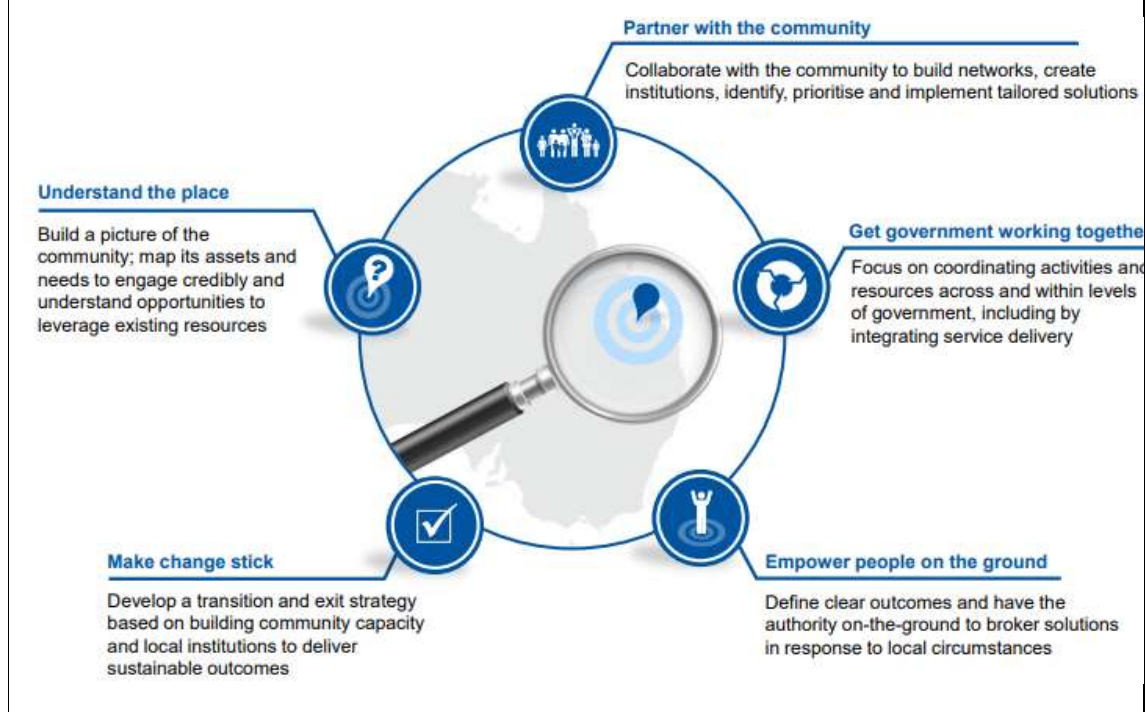 Partner with the community
Collaborate with the community to build networks, create
institutions, identify, prioritise and implement tailored solutions
Understand the place
Build a picture of the
community; map its assets and
needs to engage credibly and
understand opportunities to
leverage existing resources
Get government working togethe
Focus on coordinating activities and
resources across and within levels
of government, including by
integrating service delivery
Make change stick
Develop a transition and exit strategy
based on building community capacity
and local institutions to deliver
sustainable outcomes
Empower people on the ground
Define clear outcomes and have the
authority on-the-ground to broker solutions
in response to local circumstances
?